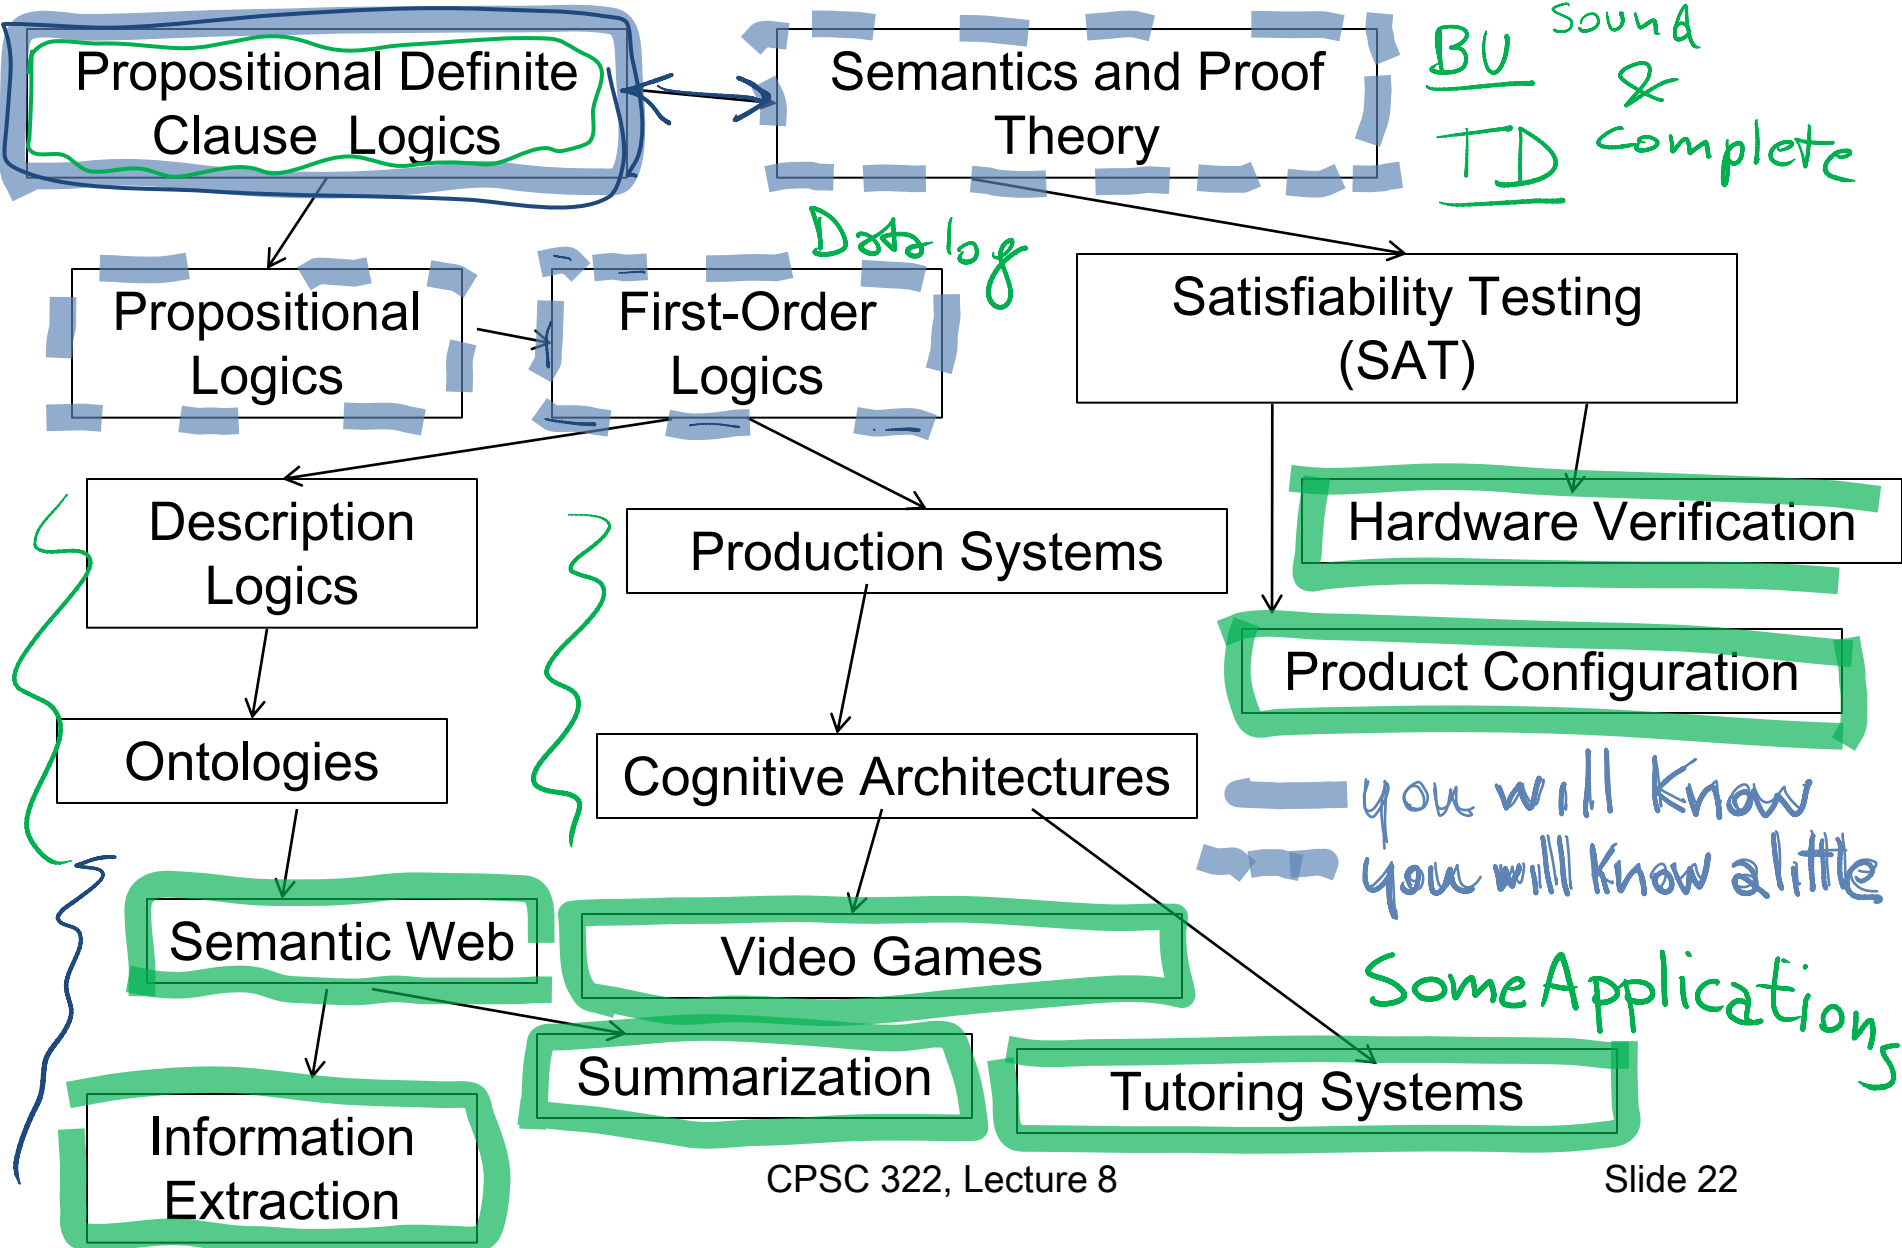 Propositional Definite
Clause Logics
Semantics and Proof
Theory
BU
TD
Sound
&
Complete
Datalog
Propositional
Logics
First-Order
Logics
Satisfiability Testing
(SAT)
Description
Logics
Production Systems
Hardware Verification
Product Configuration
Ontologies
Cognitive Architectures
you will know
you will know a little
Semantic Web
Video Games
Some Applications
Summarization
Tutoring Systems
Information
Extraction
CPSC 322, Lecture 8
Slide 22